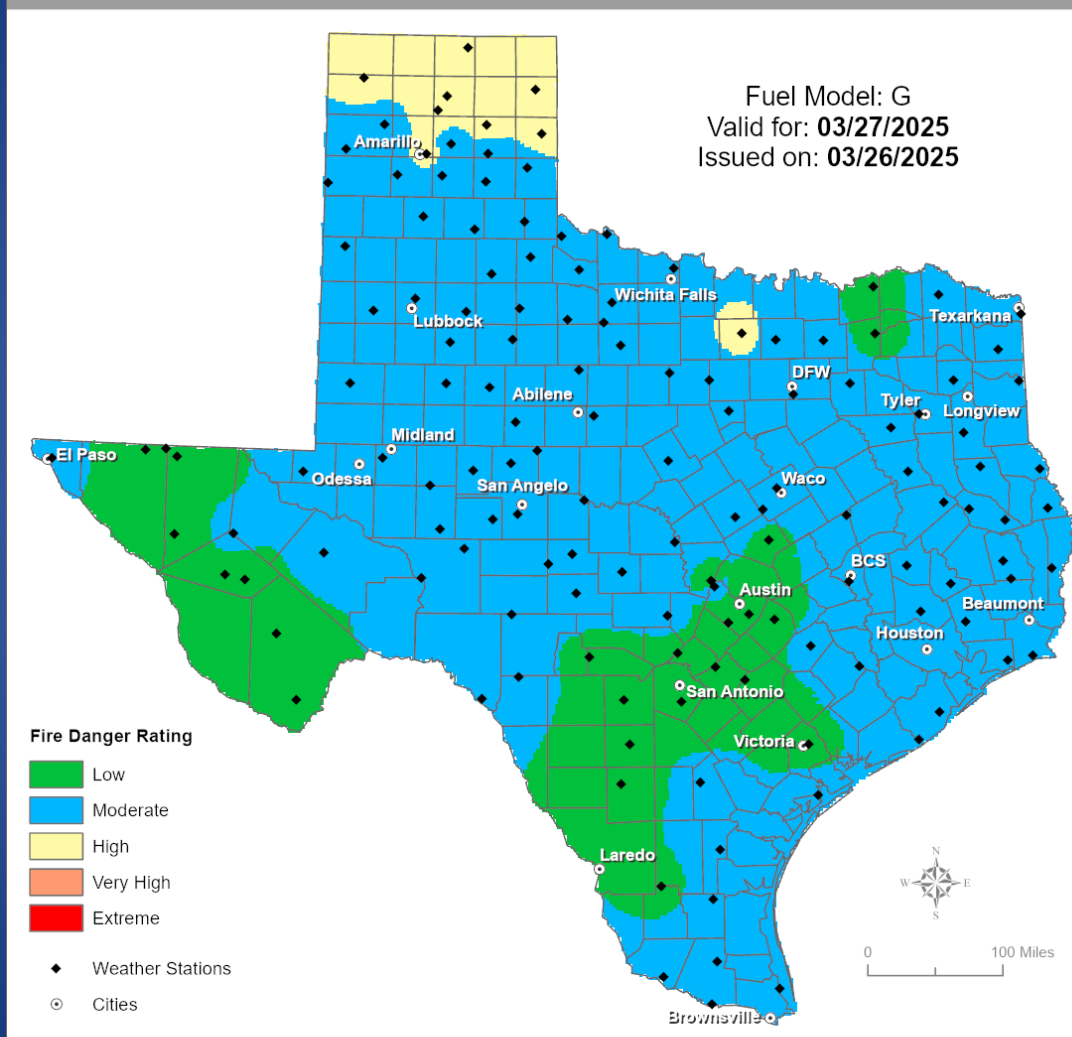 Fuel Model: G
Valid for: 03/27/2025
Issued on: 03/26/2025
Amarillo
Wichita Falls
Lubbock
Texarkana
DFW
Abilene
Tyler
Longview
Midland
El Paso
Odessa
San Angelo
Waco
BCS
Austin
Beaumont
Houston
San Antonio
Victoria
Laredo
Brownsville
Fire Danger Rating
Low
Moderate
High
Very High
Extreme
Weather Stations
Cities
N
W E
S
0 100 Miles